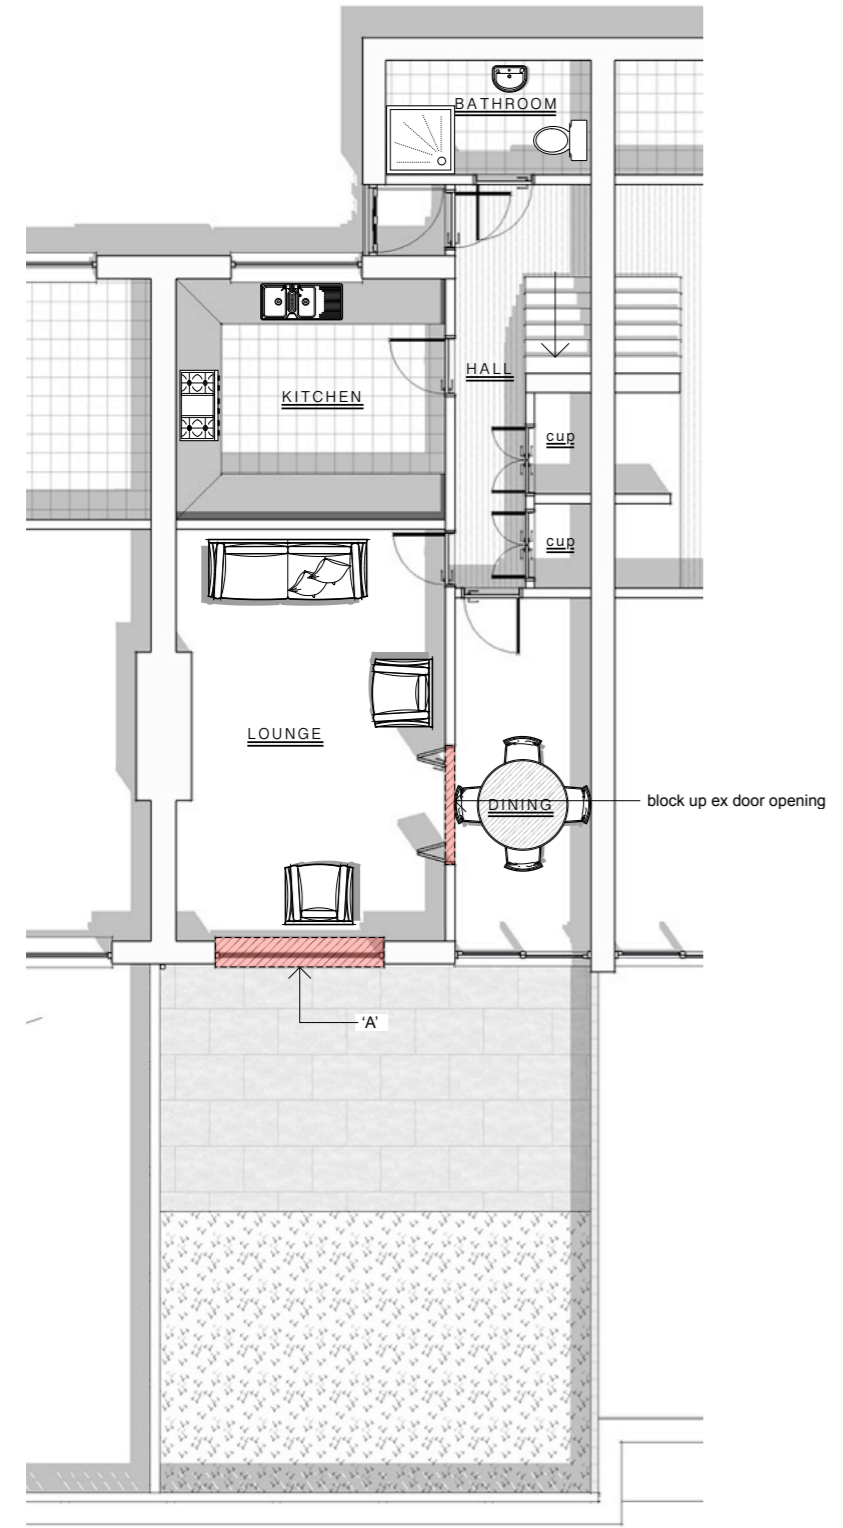 BATHROOM
HALL
KITCHEN
cup
cup
LOUNGE
DINING
block up ex door opening
‘A’